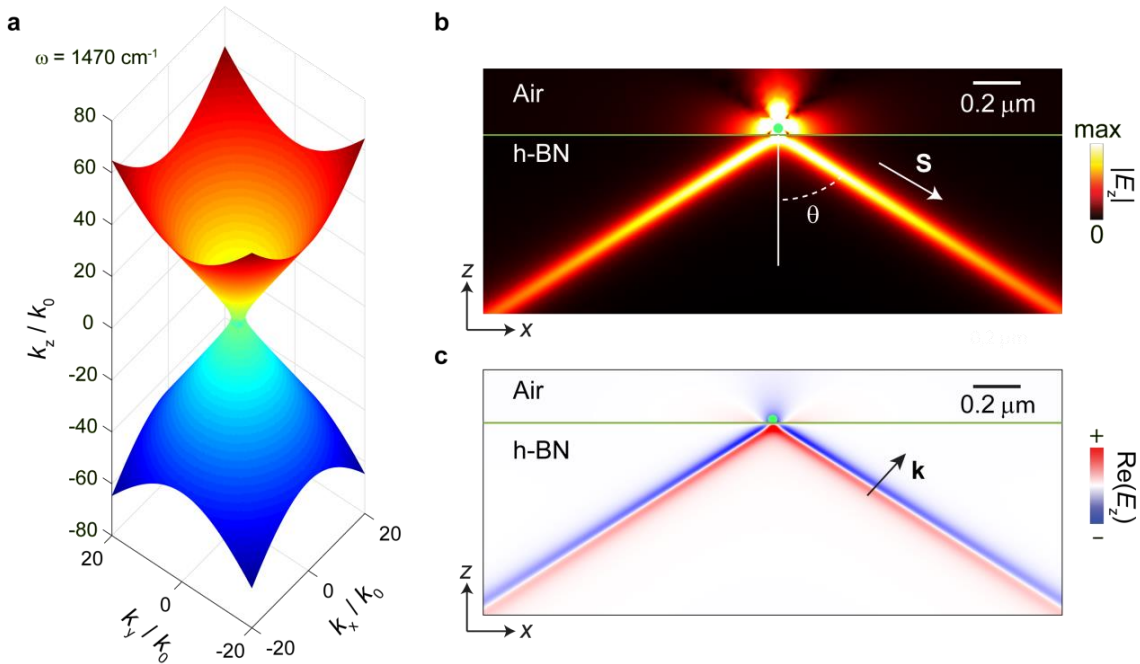 a
ω = 1470 cm⁻¹
80
60
40
20
0
-20
-40
-60
-80
k_z / k_0
20
0
-20
k_y / k_0
-20
0
20
k_x / k_0
b
Air
h-BN
0.2 μm
S
θ
z
x
max
0
|E_z|
c
Air
h-BN
0.2 μm
k
z
x
+
−
Re(E_z)